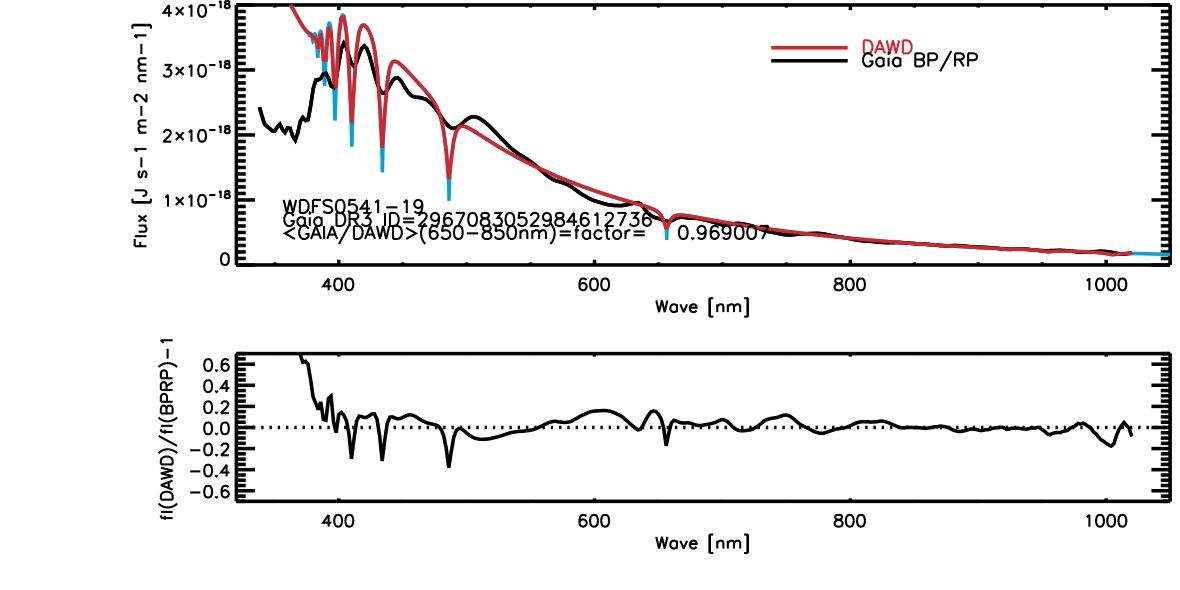 4×10⁻¹⁸
3×10⁻¹⁸
2×10⁻¹⁸
1×10⁻¹⁸
0
Flux [J s−1 m−2 nm−1]
DAWD
Gaia BP/RP
WDFS0541−19
Gaia DR3 ID=2967083052984612736
<GAIA/DAWD>(650−850nm)=factor= 0.969007
400 600 800 1000
Wave [nm]
0.6
0.4
0.2
0.0
−0.2
−0.4
−0.6
fl(DAWD)/fl(BPRP)−1
400 600 800 1000
Wave [nm]